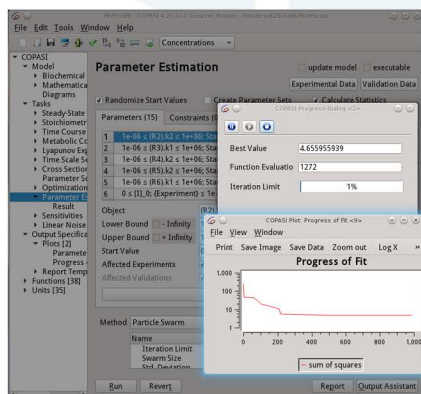 File Edit Tools Window Help
Concentrations
COPASI
Model
Biochemical
Mathematica
Diagrams
Tasks
Steady-State
Stoichiometr
Time Course
Metabolic Co
Lyapunov Exp
Time Scale Se
Cross Section
Parameter Sc
Optimization
Parameter Es
Result
Sensitivities
Linear Noise
Output Specifica
Plots [2]
Paramete
Progress
Report Temp
Functions [38]
Units [35]
Parameter Estimation
update model
executable
Experimental Data
Validation Data
Randomize Start Values
Create Parameter Sets
Calculate Statistics
Parameters (15)
Constraints (0
1 1e-06 ≤ (R2).k2 ≤ 1e+06; Sta
2 1e-06 ≤ (R3).k1 ≤ 1e+06; Sta
3 1e-06 ≤ (R4).k1 ≤ 1e+06; Sta
4 1e-06 ≤ (R5).k1 ≤ 1e+06; Sta
5 1e-06 ≤ (R6).k1 ≤ 1e+06; Sta
6 0 ≤ [I]_0; {Experiment} ≤ 1e-
Object
(R2).
Lower Bound - Infinity
Upper Bound + Infinity
Start Value
Affected Experiments
Affected Validations
Method Particle Swarm
Name
Iteration Limit
Swarm Size
Std. Deviation
Run
Revert
Report
Output Assistant
COPASI Progress Dialog <2>
Best Value 4.655955939
Function Evaluatio 1272
Iteration Limit 1%
COPASI Plot: Progress of Fit <9>
File View Window
Print Save Image Save Data Zoom out Log X »
Progress of Fit
1,000
100
10
1
0 200 400 600 800 1,000
sum of squares